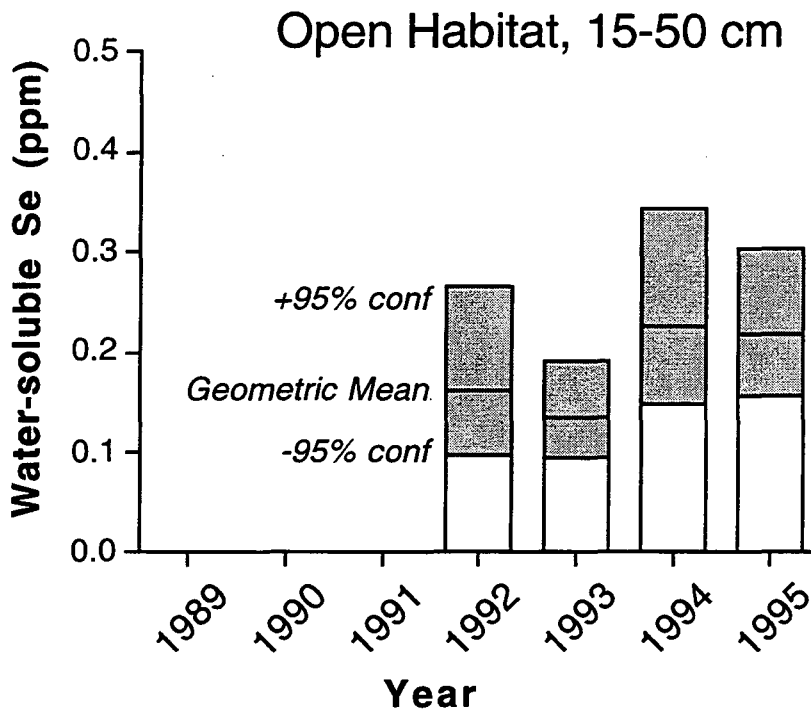 Open Habitat, 15-50 cm
Water-soluble Se (ppm)
0.5
0.4
0.3
0.2
0.1
0.0
+95% conf
Geometric Mean
-95% conf
1989
1990
1991
1992
1993
1994
1995
Year